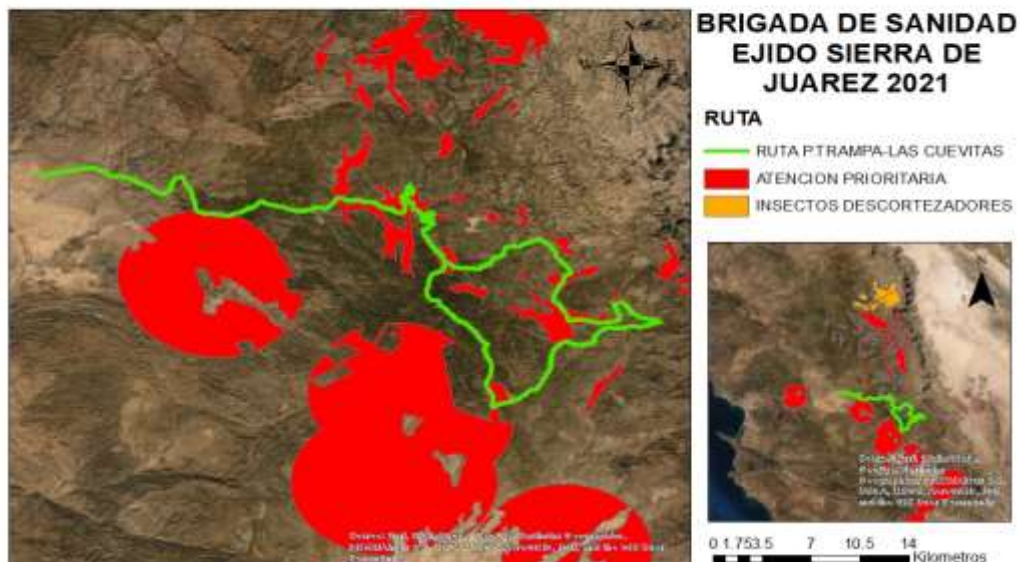 BRIGADA DE SANIDAD
EJIDO SIERRA DE
JUAREZ 2021
RUTA
RUTA PTRAMPA-LAS CUEVITAS
ATENCION PRIORITARIA
INSECTOS DESCORTEZADORES
0 1.753.5 7 10.5 14
Kilometros